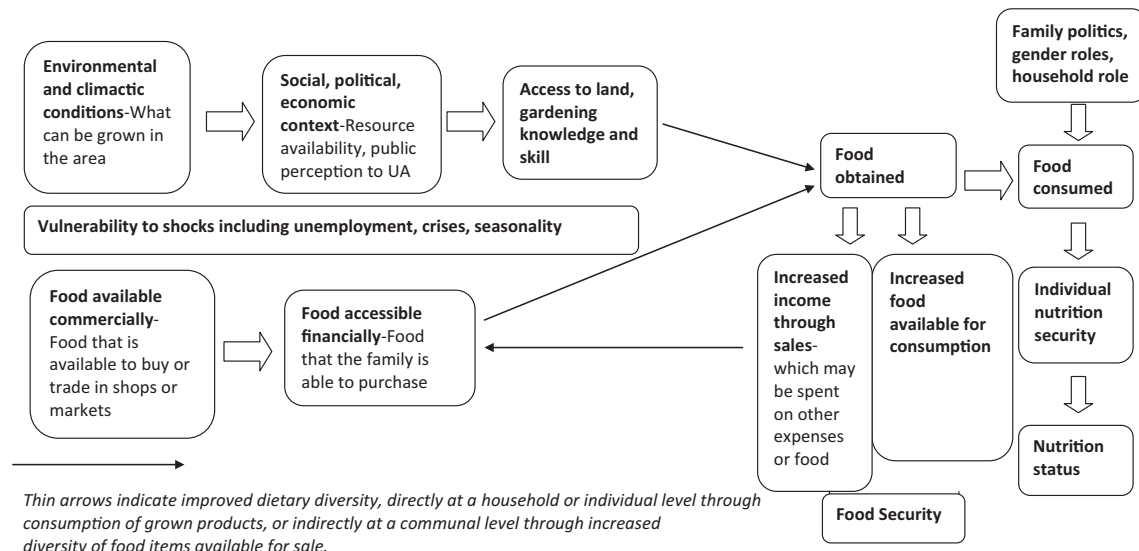 Environmental
and climactic
conditions-What
can be grown in
the area
Social, political,
economic
context-Resource
availability, public
perception to UA
Access to land,
gardening
knowledge and
skill
Family politics,
gender roles,
household role
Food
obtained
Food
consumed
Vulnerability to shocks including unemployment, crises, seasonality
Food available
commercially-
Food that is
available to buy or
trade in shops or
markets
Food accessible
financially-Food
that the family is
able to purchase
Increased
income
through
sales-
which may
be spent
on other
expenses
or food
Increased
food
available for
consumption
Individual
nutrition
security
Nutrition
status
Food Security
Thin arrows indicate improved dietary diversity, directly at a household or individual level through
consumption of grown products, or indirectly at a communal level through increased
diversity of food items available for sale.